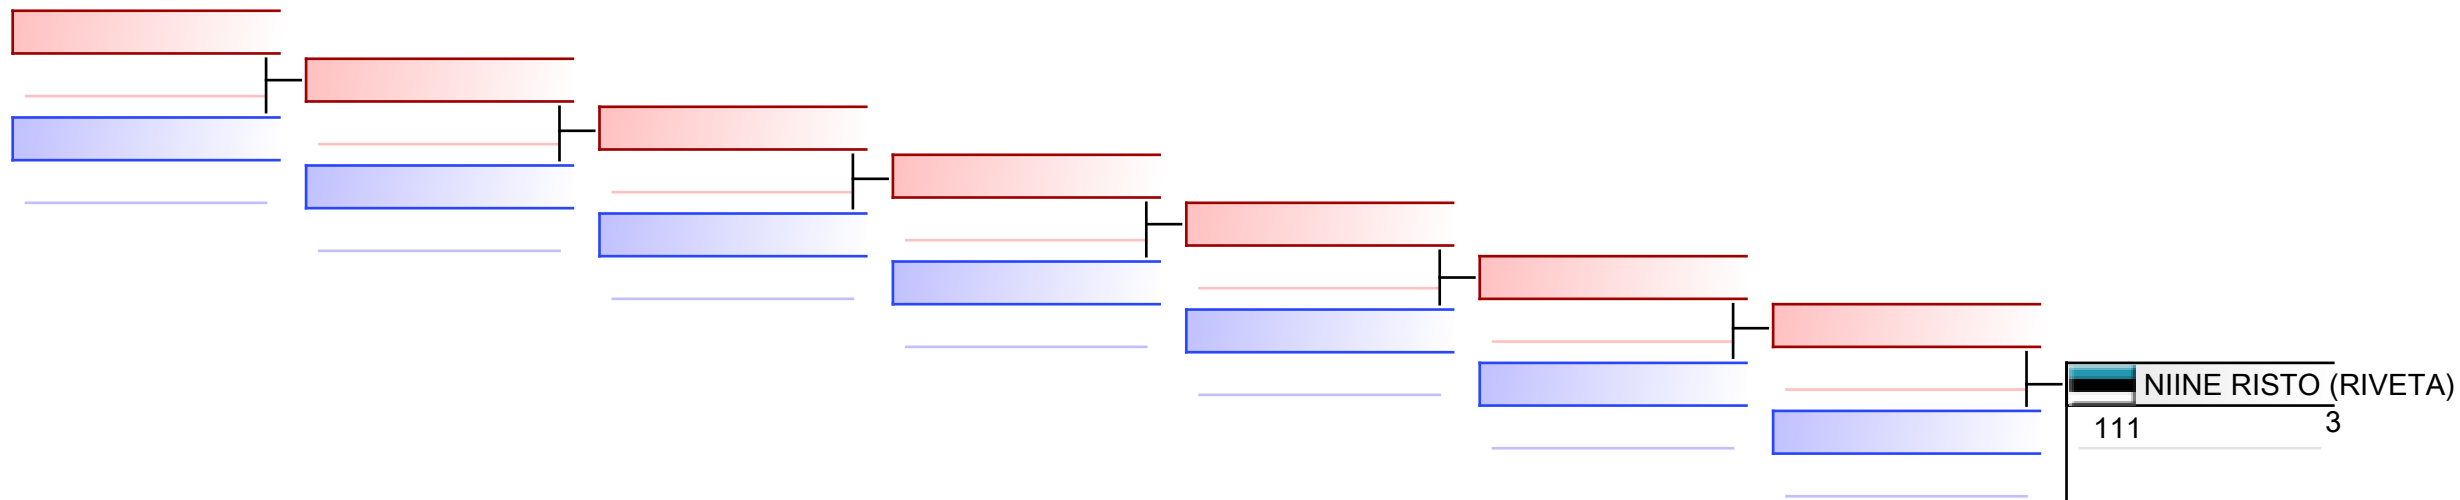 NIINE RISTO (RIVETA)
111 3